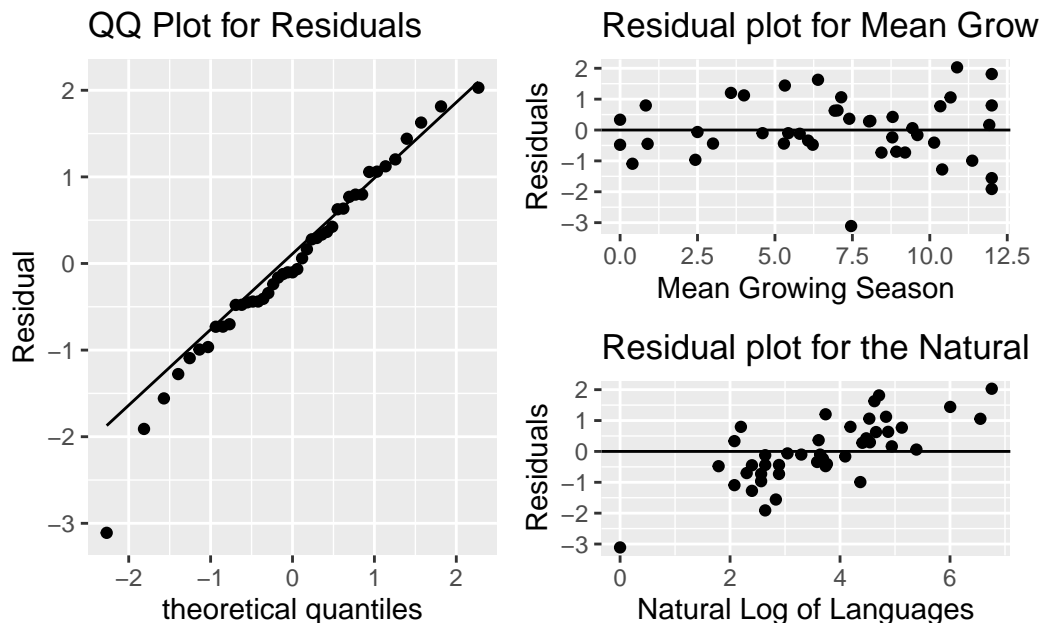 QQ Plot for Residuals
2
1
0
−1
−2
−3
−2 −1 0 1 2
Residual
theoretical quantiles
Residual plot for Mean Grow
2
1
0
−1
−2
−3
0.0 2.5 5.0 7.5 10.0 12.5
Residuals
Mean Growing Season
Residual plot for the Natural
2
1
0
−1
−2
−3
0 2 4 6
Residuals
Natural Log of Languages